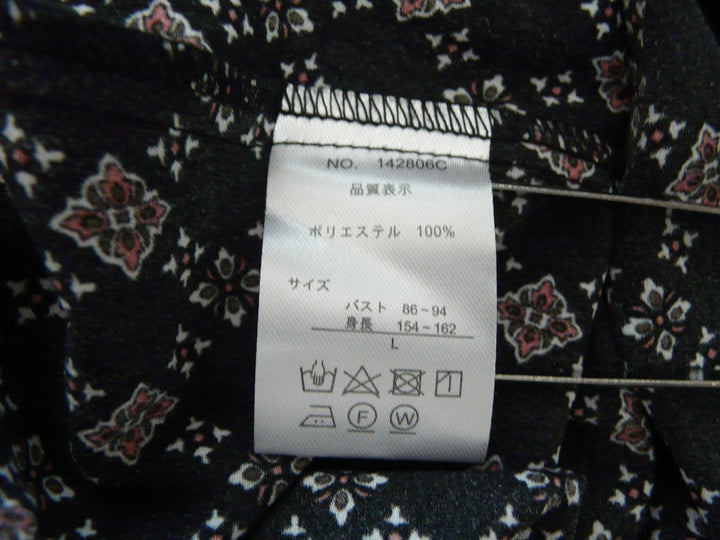 NO. 142806C
品質表示
ポリエステル 100%
サイズ
バスト 86~94
身長 154~162
L
F W